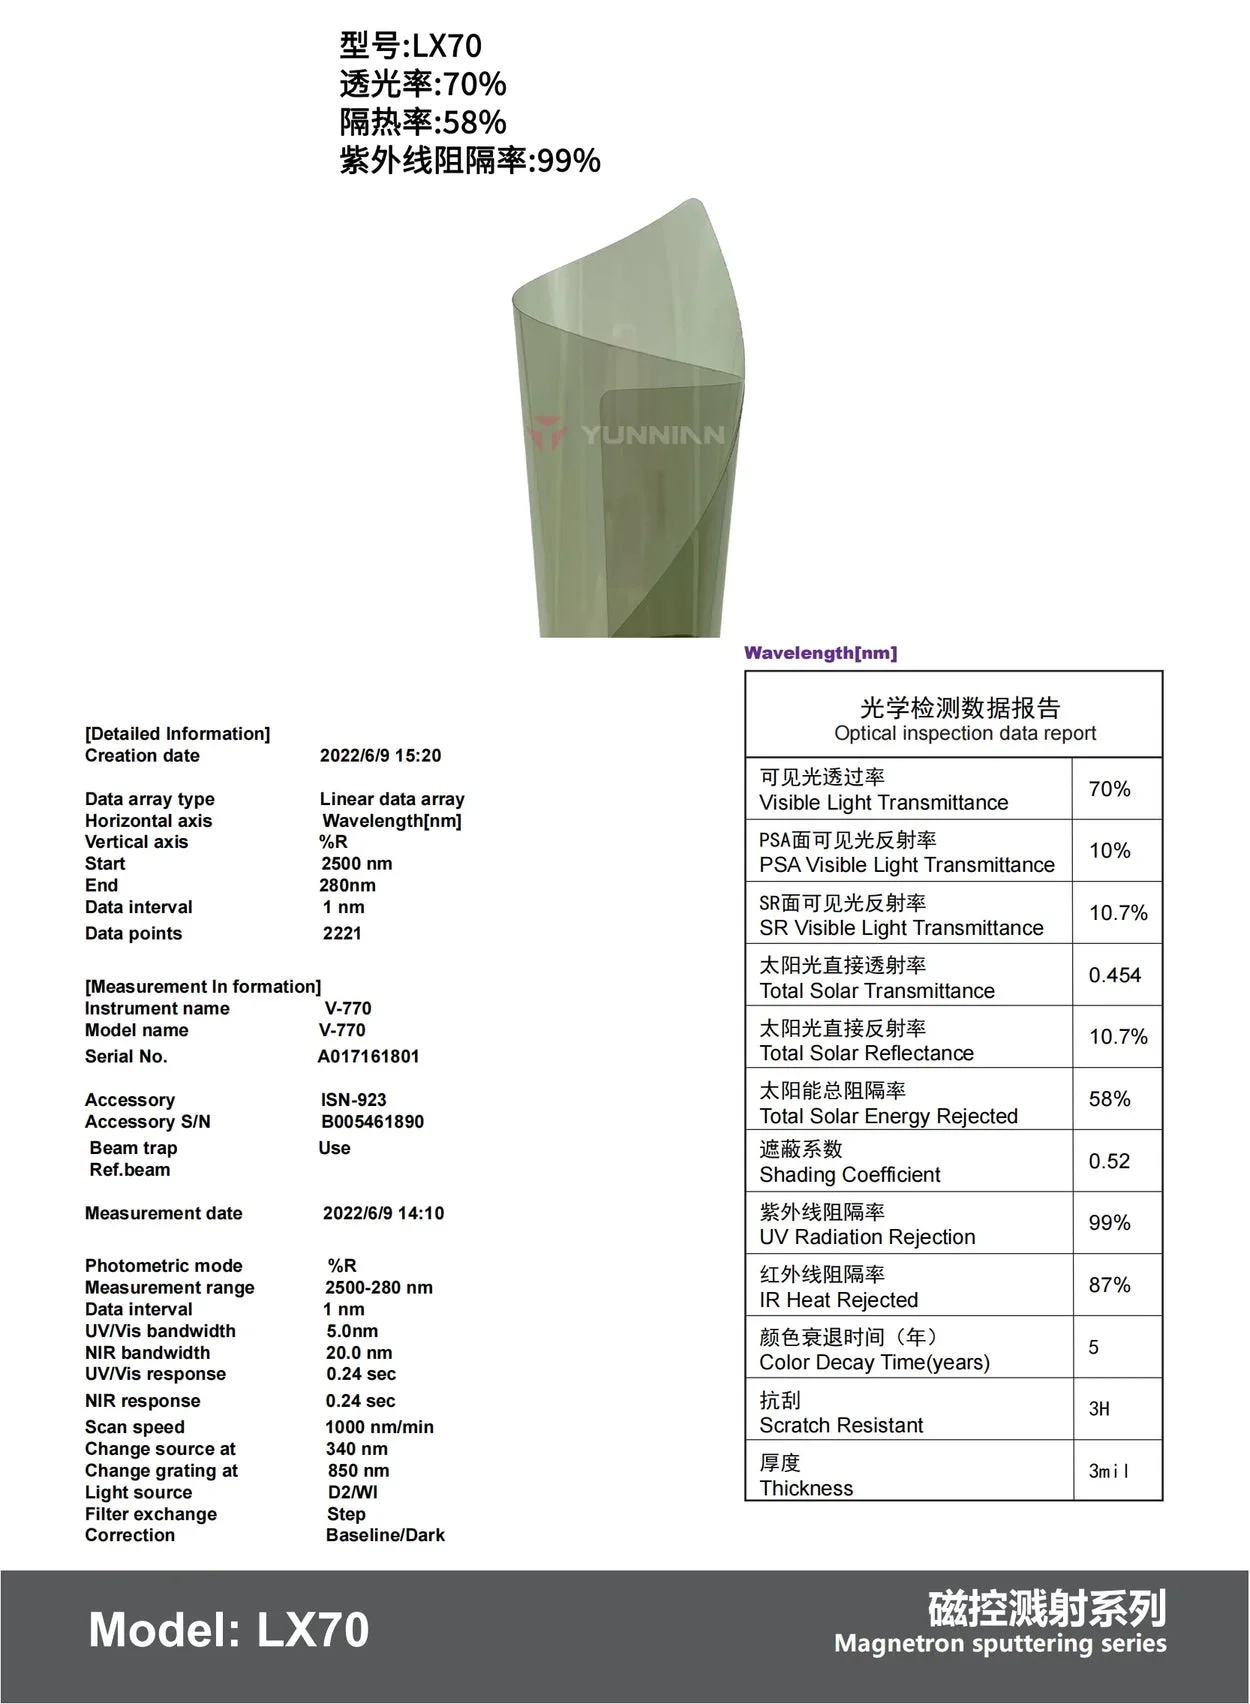 型号:LX70
透光率:70%
隔热率:58%
紫外线阻隔率:99%
YUNNIAN
Wavelength[nm]
光学检测数据报告
Optical inspection data report
可见光透过率
Visible Light Transmittance 70%
PSA面可见光反射率
PSA Visible Light Transmittance 10%
SR面可见光反射率
SR Visible Light Transmittance 10.7%
太阳光直接透射率
Total Solar Transmittance 0.454
太阳光直接反射率
Total Solar Reflectance 10.7%
太阳能总阻隔率
Total Solar Energy Rejected 58%
遮蔽系数
Shading Coefficient 0.52
紫外线阻隔率
UV Radiation Rejection 99%
红外线阻隔率
IR Heat Rejected 87%
颜色衰退时间（年）
Color Decay Time(years) 5
抗刮
Scratch Resistant 3H
厚度
Thickness 3mil
[Detailed Information]
Creation date 2022/6/9 15:20
Data array type Linear data array
Horizontal axis Wavelength[nm]
Vertical axis %R
Start 2500 nm
End 280nm
Data interval 1 nm
Data points 2221
[Measurement In formation]
Instrument name V-770
Model name V-770
Serial No. A017161801
Accessory ISN-923
Accessory S/N B005461890
Beam trap Use
Ref.beam
Measurement date 2022/6/9 14:10
Photometric mode %R
Measurement range 2500-280 nm
Data interval 1 nm
UV/Vis bandwidth 5.0nm
NIR bandwidth 20.0 nm
UV/Vis response 0.24 sec
NIR response 0.24 sec
Scan speed 1000 nm/min
Change source at 340 nm
Change grating at 850 nm
Light source D2/WI
Filter exchange Step
Correction Baseline/Dark
Model: LX70
磁控溅射系列
Magnetron sputtering series